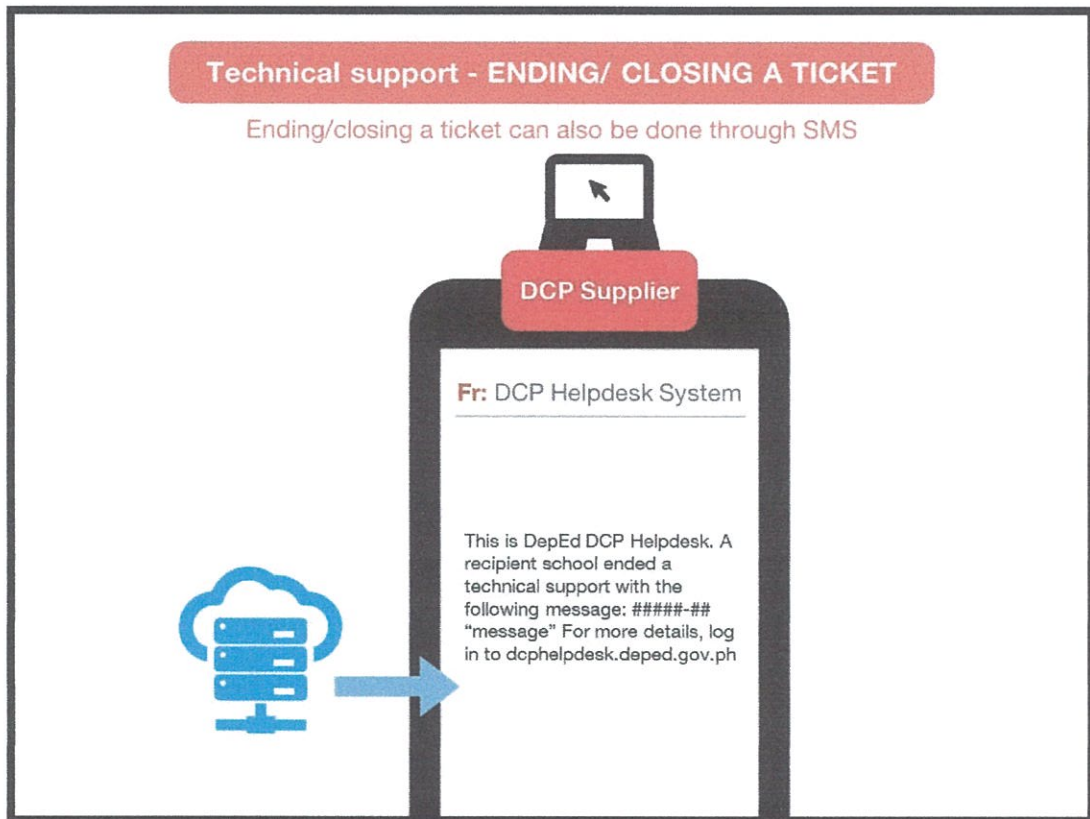 Technical support - ENDING/ CLOSING A TICKET
Ending/closing a ticket can also be done through SMS
DCP Supplier
Fr: DCP Helpdesk System
This is DepEd DCP Helpdesk. A
recipient school ended a
technical support with the
following message: #####-##
“message” For more details, log
in to dcphelpdesk.deped.gov.ph